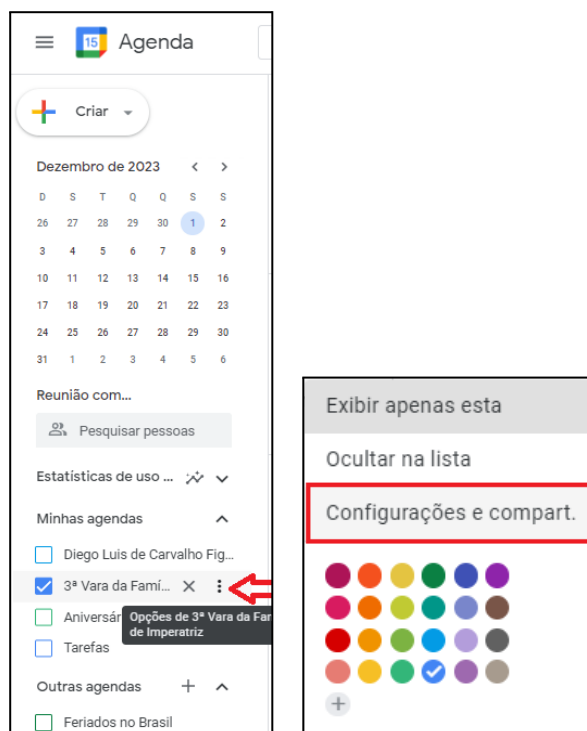 15 Agenda
Criar
Dezembro de 2023 < >
D S T Q Q S S
26 27 28 29 30 1 2
3 4 5 6 7 8 9
10 11 12 13 14 15 16
17 18 19 20 21 22 23
24 25 26 27 28 29 30
31 1 2 3 4 5 6
Reunião com...
Pesquisar pessoas
Estatísticas de uso ...
Minhas agendas
Diego Luis de Carvalho Fig...
3ª Vara da Famí...
Aniversár
Opções de 3ª Vara da Far
de Imperatriz
Tarefas
Outras agendas +
Feriados no Brasil
Exibir apenas esta
Ocultar na lista
Configurações e compart.
+